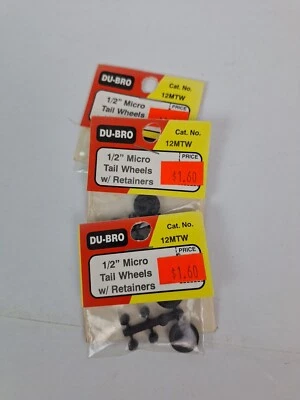 DU-BRO
Cat. No.
12MTW
1/2" Micro
Tail Wheels
w/ Retainers
PRICE
DU-BRO
Cat. No.
12MTW
1/2" Micro
Tail Wheels
w/ Retainers
PRICE
$1.60
DU-BRO
Cat. No.
12MTW
1/2" Micro
Tail Wheels
w/ Retainers
$1.60